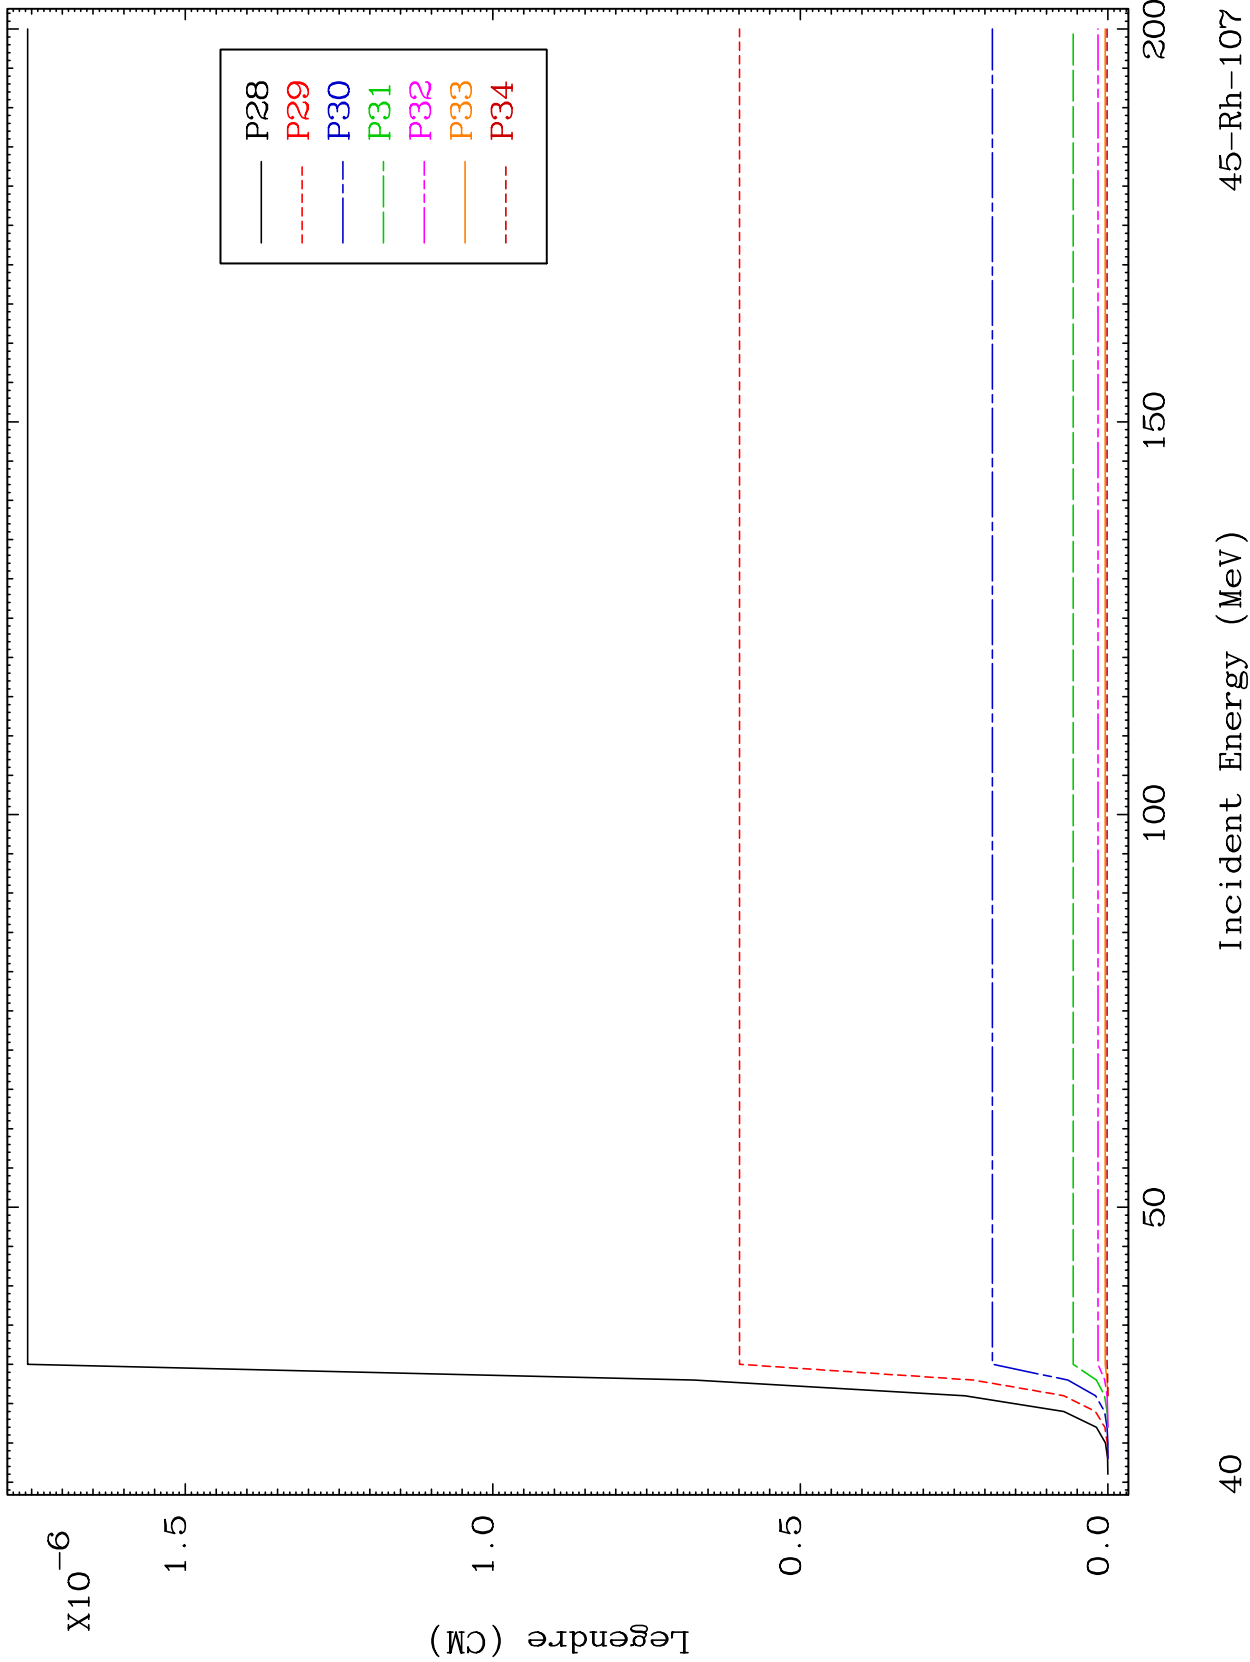 X10-6
1.5
1.0
0.5
0.0
Legendre (CM)
P28
P29
P30
P31
P32
P33
P34
50
100
150
200
Incident Energy (MeV)
40
45-Rh-107